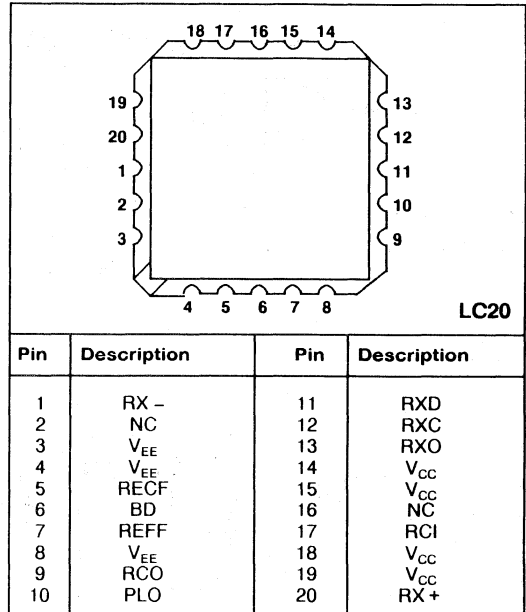 18 17 16 15 14
19 13
20 12
1 11
2 10
3 9
4 5 6 7 8
LC20
Pin Description Pin Description
1 RX – 11 RXD
2 NC 12 RXC
3 VEE 13 RXO
4 VEE 14 VCC
5 RECF 15 VCC
6 BD 16 NC
7 REFF 17 RCI
8 VEE 18 VCC
9 RCO 19 VCC
10 PLO 20 RX +